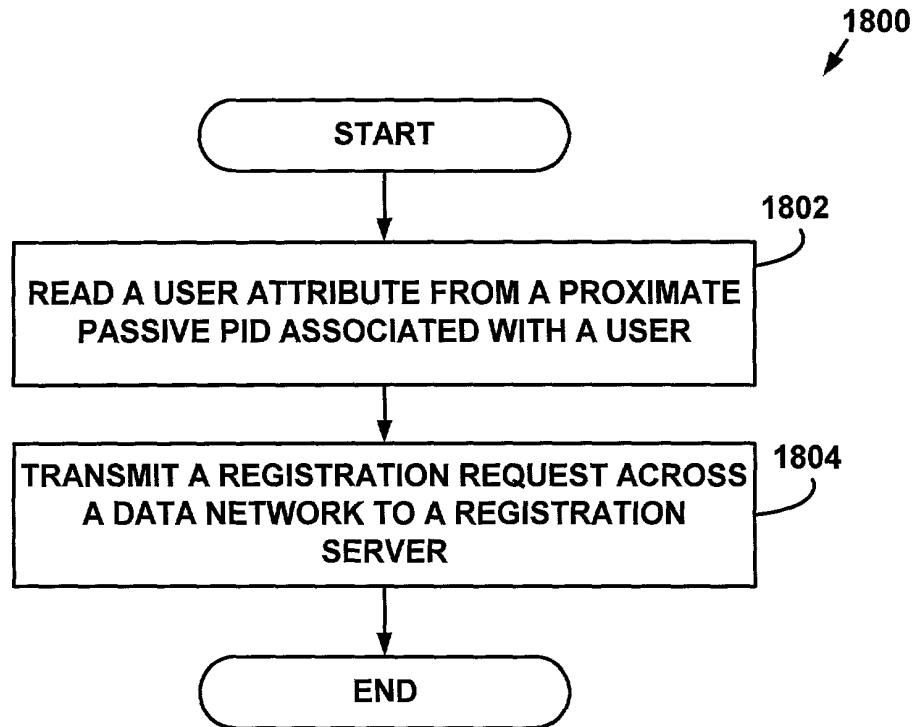 1800
START
1802
READ A USER ATTRIBUTE FROM A PROXIMATE
PASSIVE PID ASSOCIATED WITH A USER
1804
TRANSMIT A REGISTRATION REQUEST ACROSS
A DATA NETWORK TO A REGISTRATION
SERVER
END